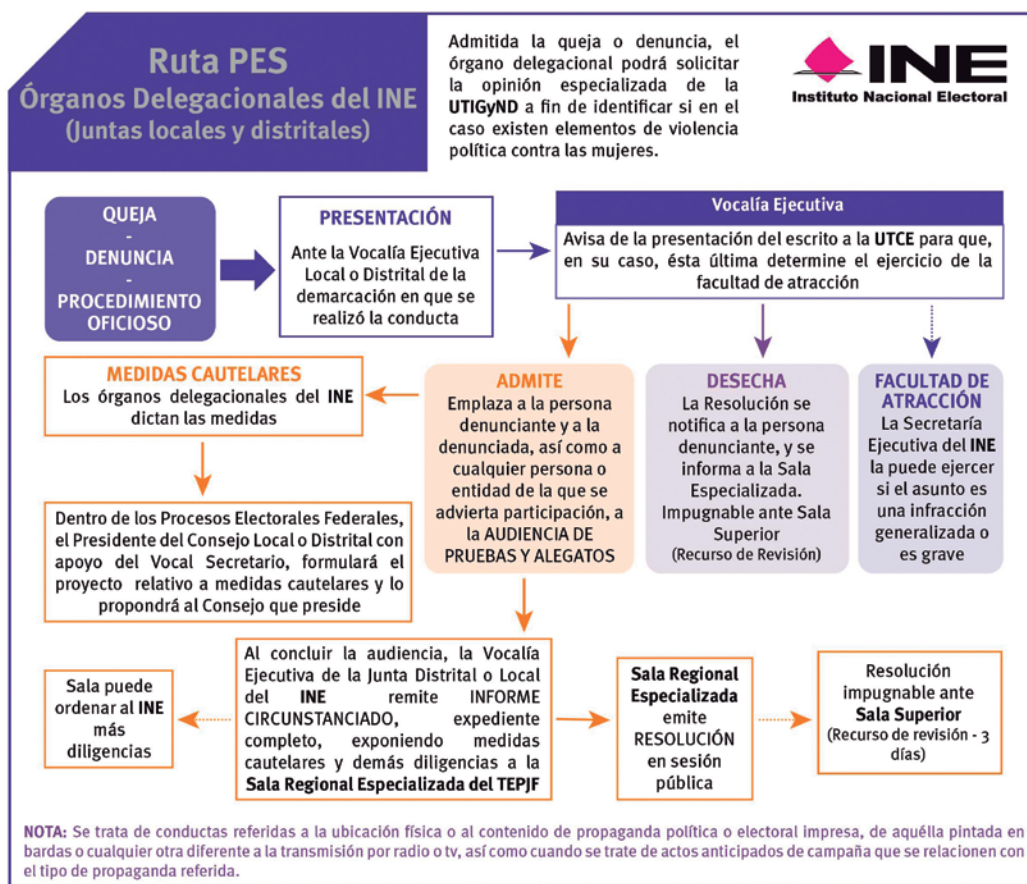 Ruta PES
Órganos Delegacionales del INE
(Juntas locales y distritales)
Admitida la queja o denuncia, el
órgano delegacional podrá solicitar
la opinión especializada de la
UTIGyND a fin de identificar si en el
caso existen elementos de violencia
política contra las mujeres.
INE
Instituto Nacional Electoral
QUEJA
-
DENUNCIA
-
PROCEDIMIENTO
OFICIOSO
PRESENTACIÓN
Ante la Vocalía Ejecutiva
Local o Distrital de la
demarcación en que se
realizó la conducta
Vocalía Ejecutiva
Avisa de la presentación del escrito a la UTCE para que,
en su caso, ésta última determine el ejercicio de la
facultad de atracción
MEDIDAS CAUTELARES
Los órganos delegacionales del INE
dictan las medidas
ADMITE
Emplaza a la persona
denunciante y a la
denunciada, así como a
cualquier persona o
entidad de la que se
advierta participación, a
la AUDIENCIA DE
PRUEBAS Y ALEGATOS
DESECHA
La Resolución se
notifica a la persona
denunciante, y se
informa a la Sala
Especializada.
Impugnable ante Sala
Superior
(Recurso de Revisión)
FACULTAD DE
ATRACCIÓN
La Secretaría
Ejecutiva del INE
la puede ejercer
si el asunto es
una infracción
generalizada o
es grave
Dentro de los Procesos Electorales Federales,
el Presidente del Consejo Local o Distrital con
apoyo del Vocal Secretario, formulará el
proyecto relativo a medidas cautelares y lo
propondrá al Consejo que preside
Sala puede
ordenar al INE
más
diligencias
Al concluir la audiencia, la Vocalía
Ejecutiva de la Junta Distrital o Local
del INE remite INFORME
CIRCUNSTANCIADO, expediente
completo, exponiendo medidas
cautelares y demás diligencias a la
Sala Regional Especializada del TEPJF
Sala Regional
Especializada
emite
RESOLUCIÓN
en sesión
pública
Resolución
impugnable ante
Sala Superior
(Recurso de revisión - 3
días)
NOTA: Se trata de conductas referidas a la ubicación física o al contenido de propaganda política o electoral impresa, de aquélla pintada en
bardas o cualquier otra diferente a la transmisión por radio o tv, así como cuando se trate de actos anticipados de campaña que se relacionen con
el tipo de propaganda referida.